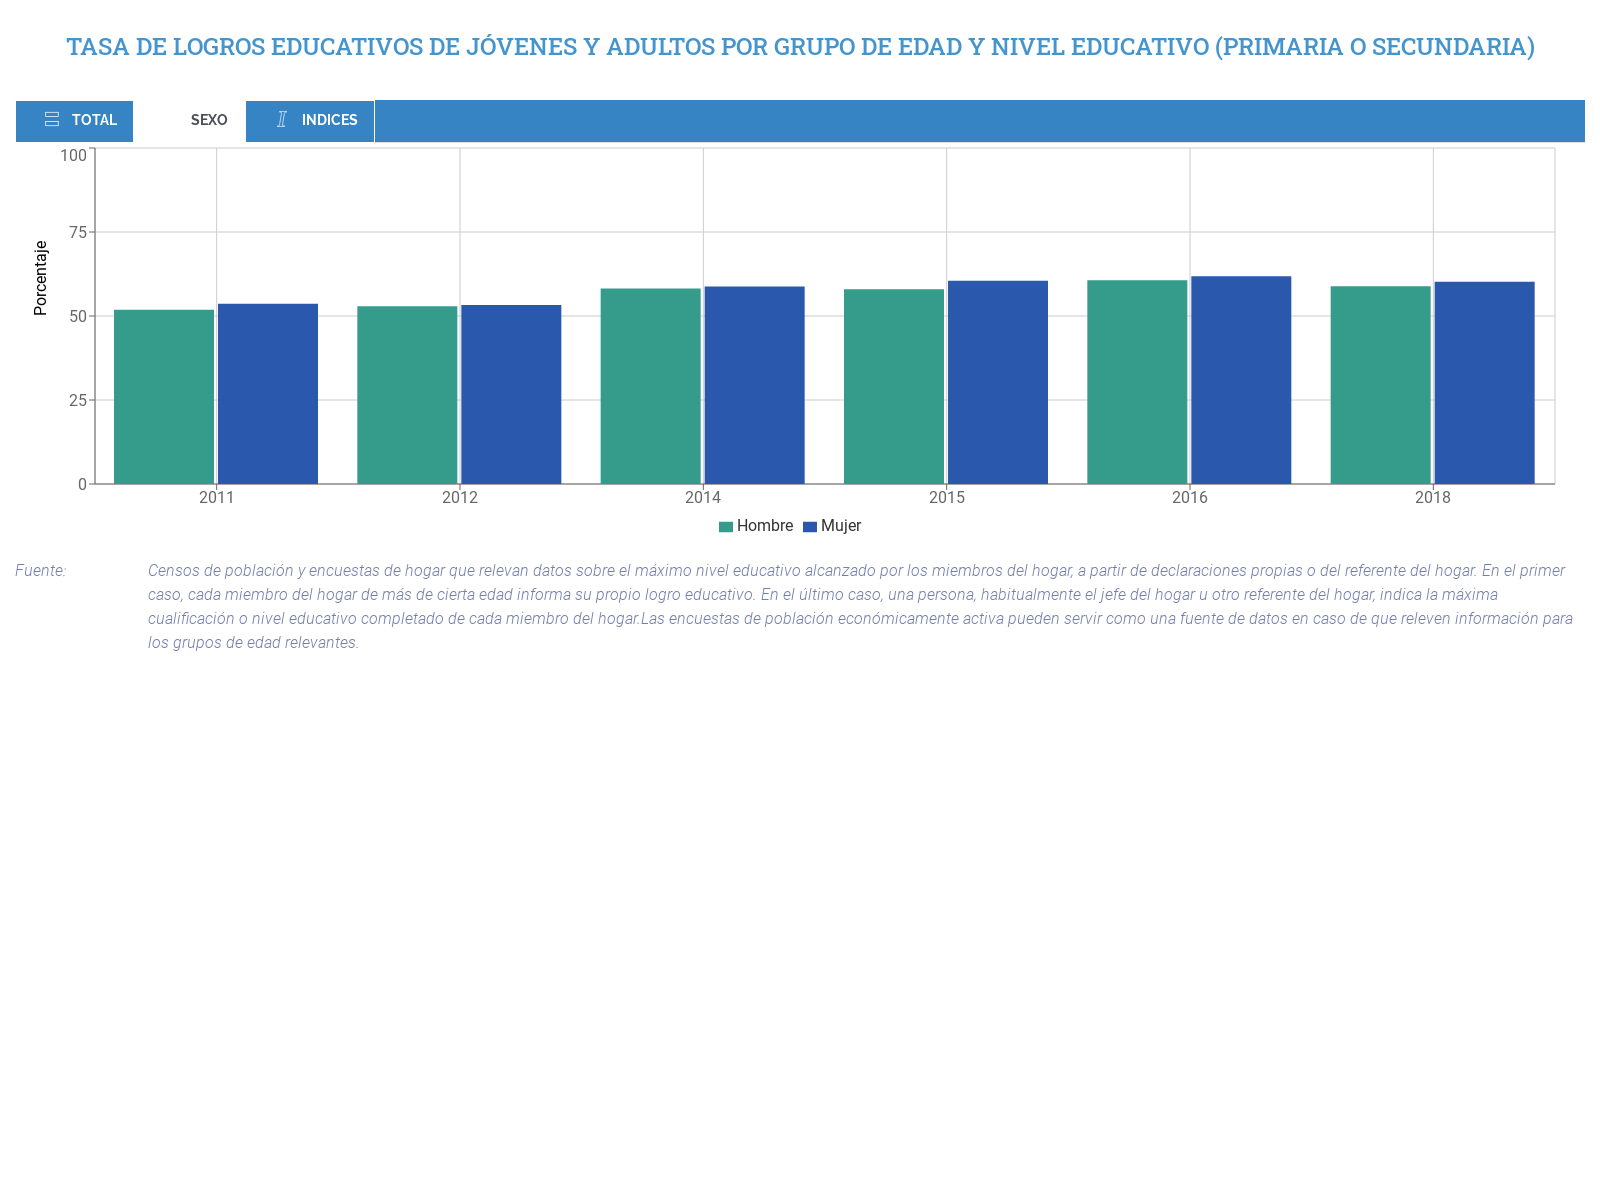 TASA DE LOGROS EDUCATIVOS DE JÓVENES Y ADULTOS POR GRUPO DE EDAD Y NIVEL EDUCATIVO (PRIMARIA O SECUNDARIA)
TOTAL SEXO INDICES
Porcentaje
100
75
50
25
0
2011 2012 2014 2015 2016 2018
Hombre Mujer
Fuente: Censos de población y encuestas de hogar que relevan datos sobre el máximo nivel educativo alcanzado por los miembros del hogar, a partir de declaraciones propias o del referente del hogar. En el primer
caso, cada miembro del hogar de más de cierta edad informa su propio logro educativo. En el último caso, una persona, habitualmente el jefe del hogar u otro referente del hogar, indica la máxima
cualificación o nivel educativo completado de cada miembro del hogar.Las encuestas de población económicamente activa pueden servir como una fuente de datos en caso de que releven información para
los grupos de edad relevantes.